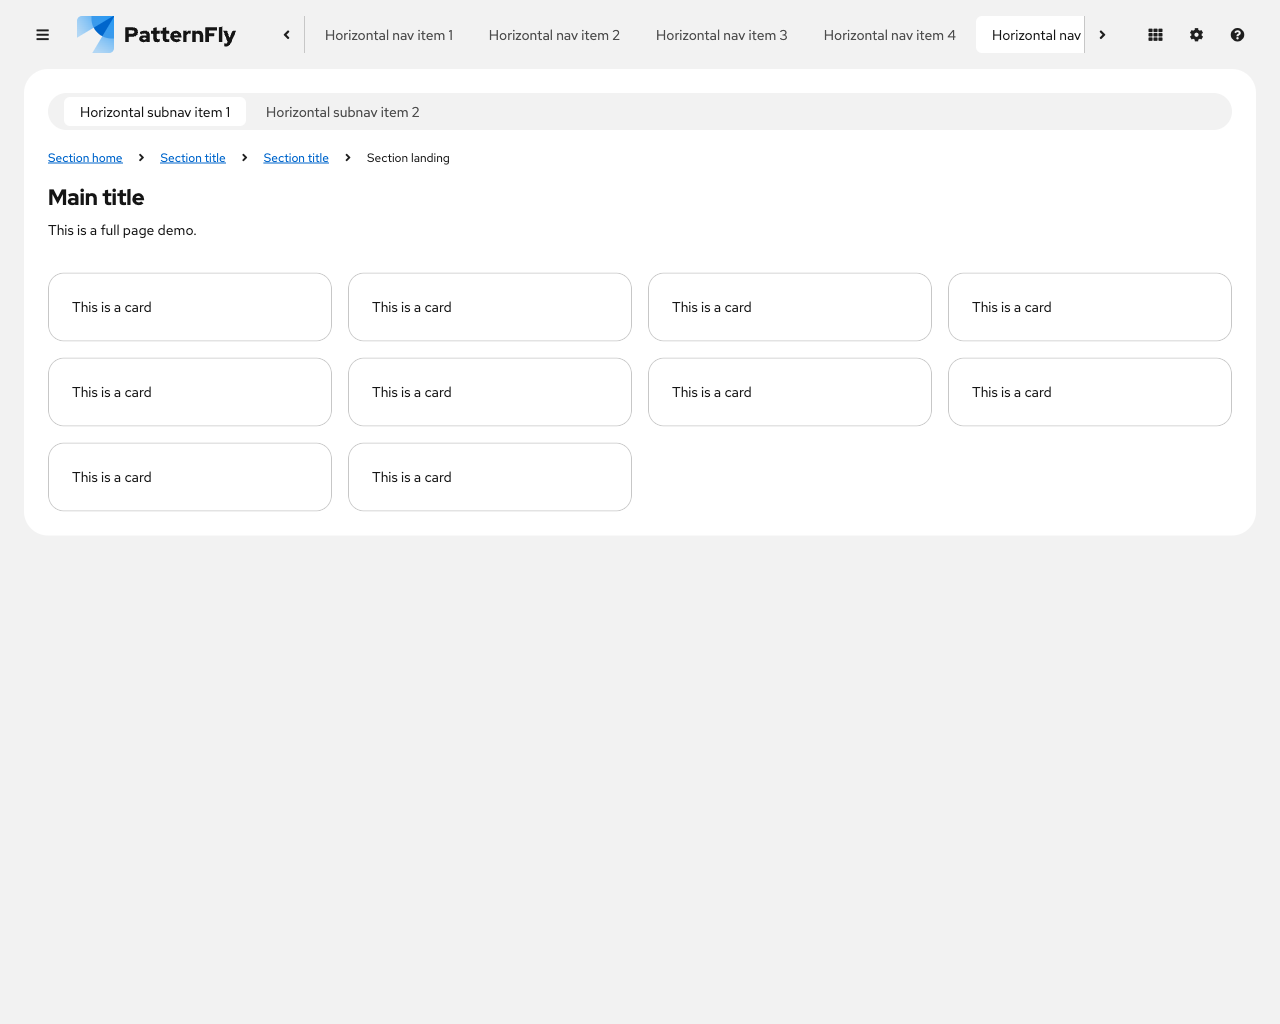 PatternFly
Horizontal nav item 1
Horizontal nav item 2
Horizontal nav item 3
Horizontal nav item 4
Horizontal nav
Horizontal subnav item 1
Horizontal subnav item 2
Section home
Section title
Section title
Section landing
Main title
This is a full page demo.
This is a card
This is a card
This is a card
This is a card
This is a card
This is a card
This is a card
This is a card
This is a card
This is a card